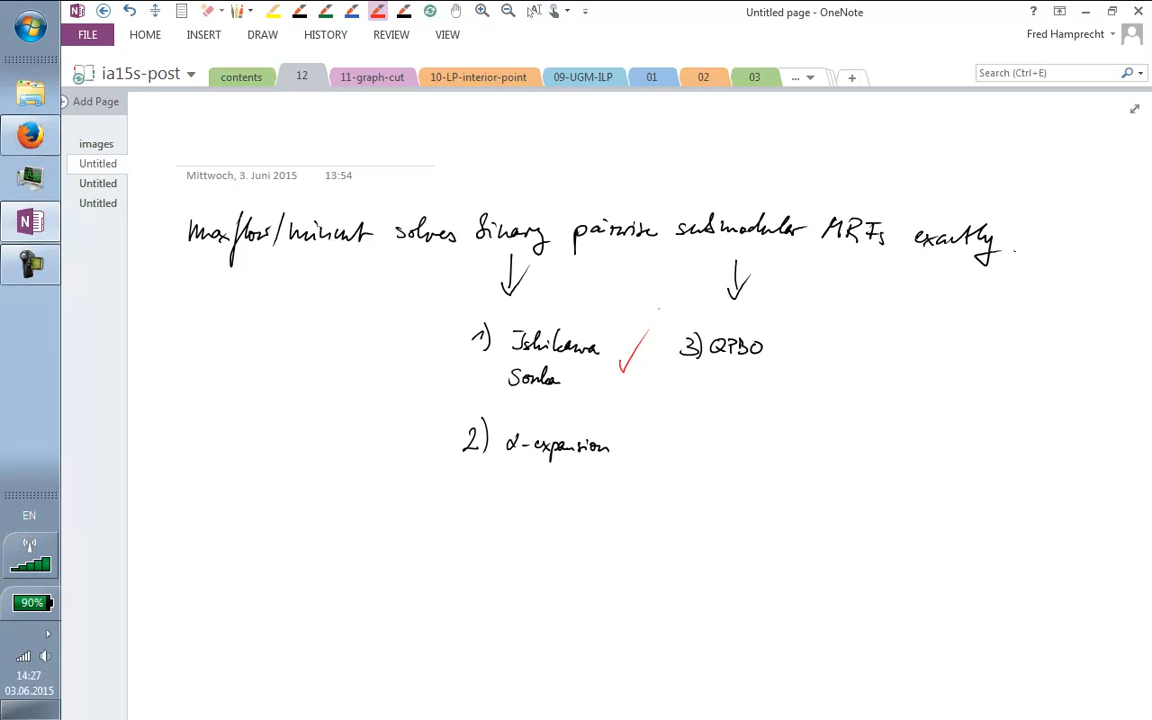 Untitled page - OneNote
FILE HOME INSERT DRAW HISTORY REVIEW VIEW
Fred Hamprecht
ia15s-post
contents 12 11-graph-cut 10-LP-interior-point 09-UGM-ILP 01 02 03 ...
Search (Ctrl+E)
Add Page
images
Untitled
Untitled
Untitled
Mittwoch, 3. Juni 2015 13:54
maxflow/mincut solves binary pairwise submodular MRFs exactly.
1) Ishikawa
Sonka
3) QPBO
2) α-expansion
EN
90%
14:27
03.06.2015